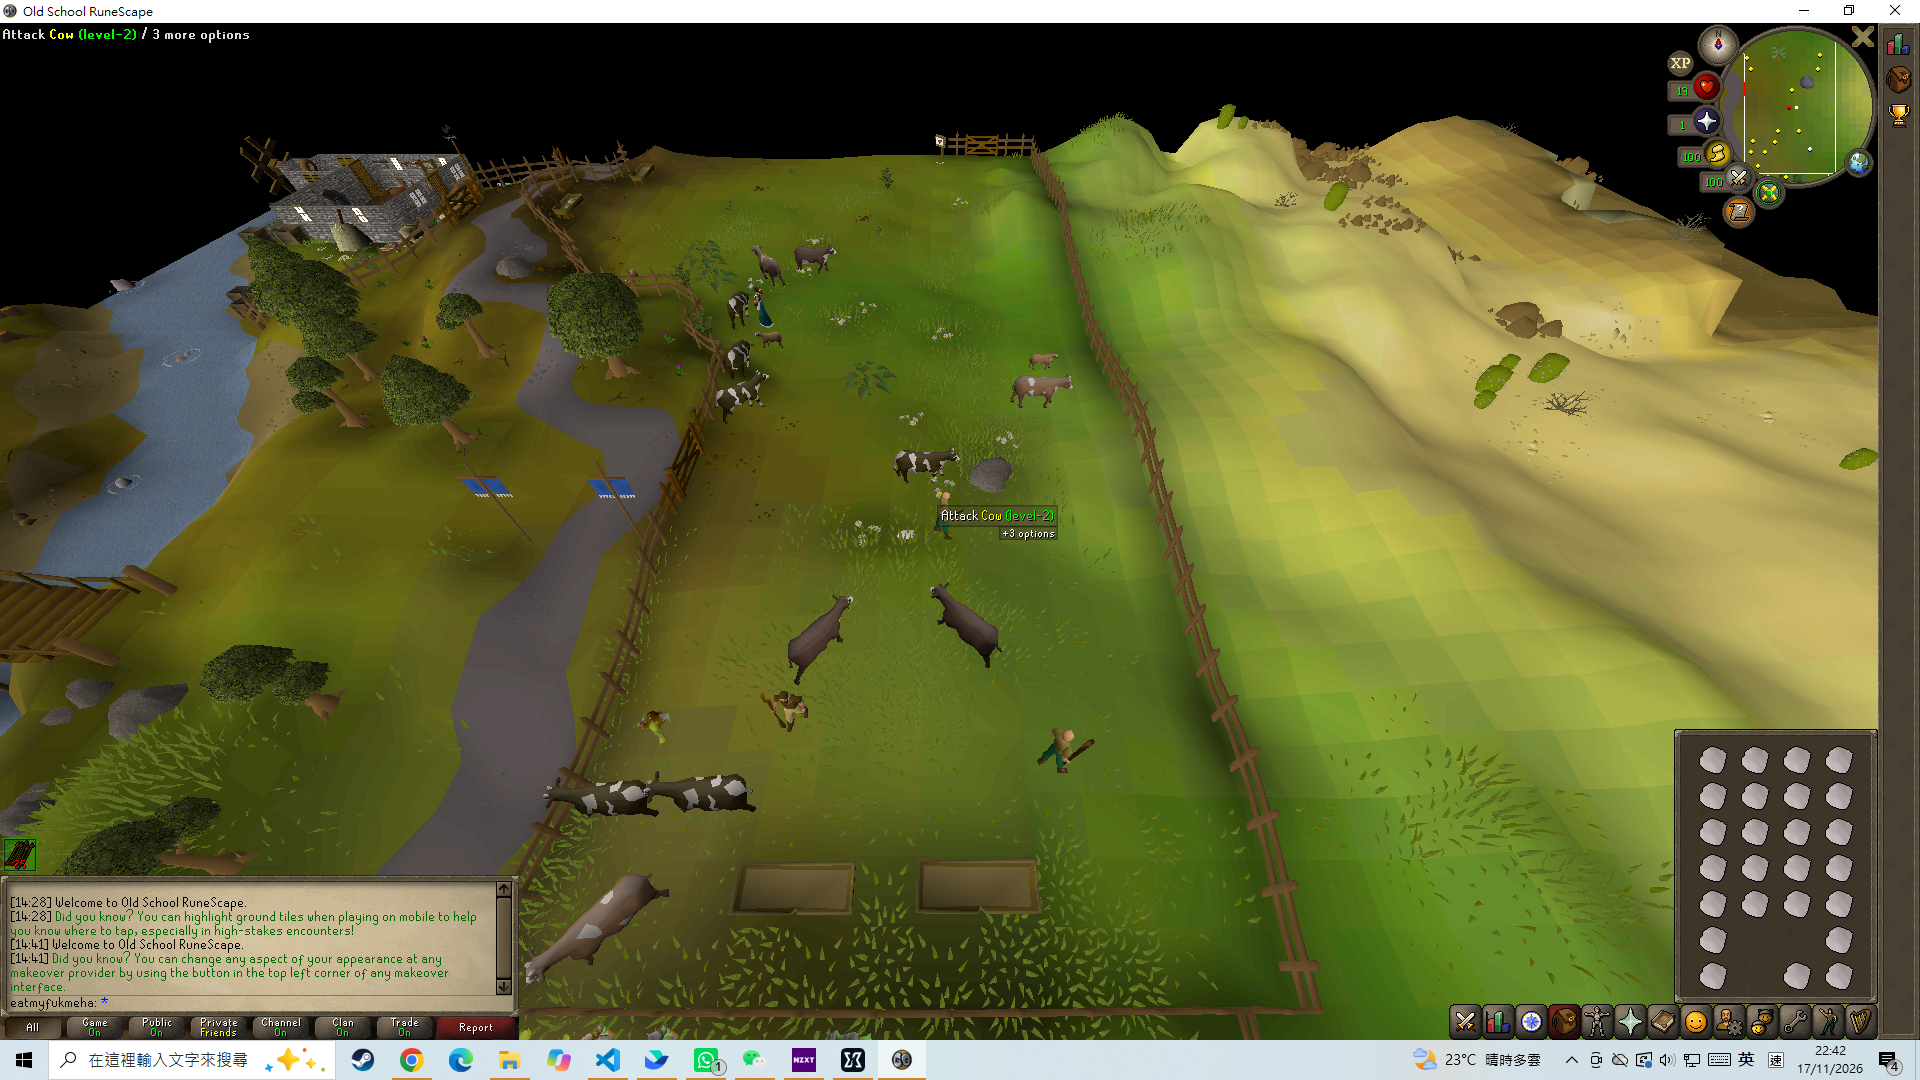 Old School RuneScape
Attack Cow (level-2) / 3 more options
N
XP
19
1
100
100
Attack Cow (level-2)
+3 options
25
[14:28] Welcome to Old School RuneScape.
[14:28] Did you know? You can highlight ground tiles when playing on mobile to help
you know where to tap, especially in high-stakes encounters!
[14:41] Welcome to Old School RuneScape.
[14:41] Did you know? You can change any aspect of your appearance at any
makeover provider by using the button in the top left corner of any makeover
interface.
eatmyfukmeha: *
All
Game
On
Public
On
Private
Friends
Channel
On
Clan
On
Trade
On
Report
在這裡輸入文字來搜尋
1
NZXT
23°C 晴時多雲
英
速
22:42
17/11/2026
4